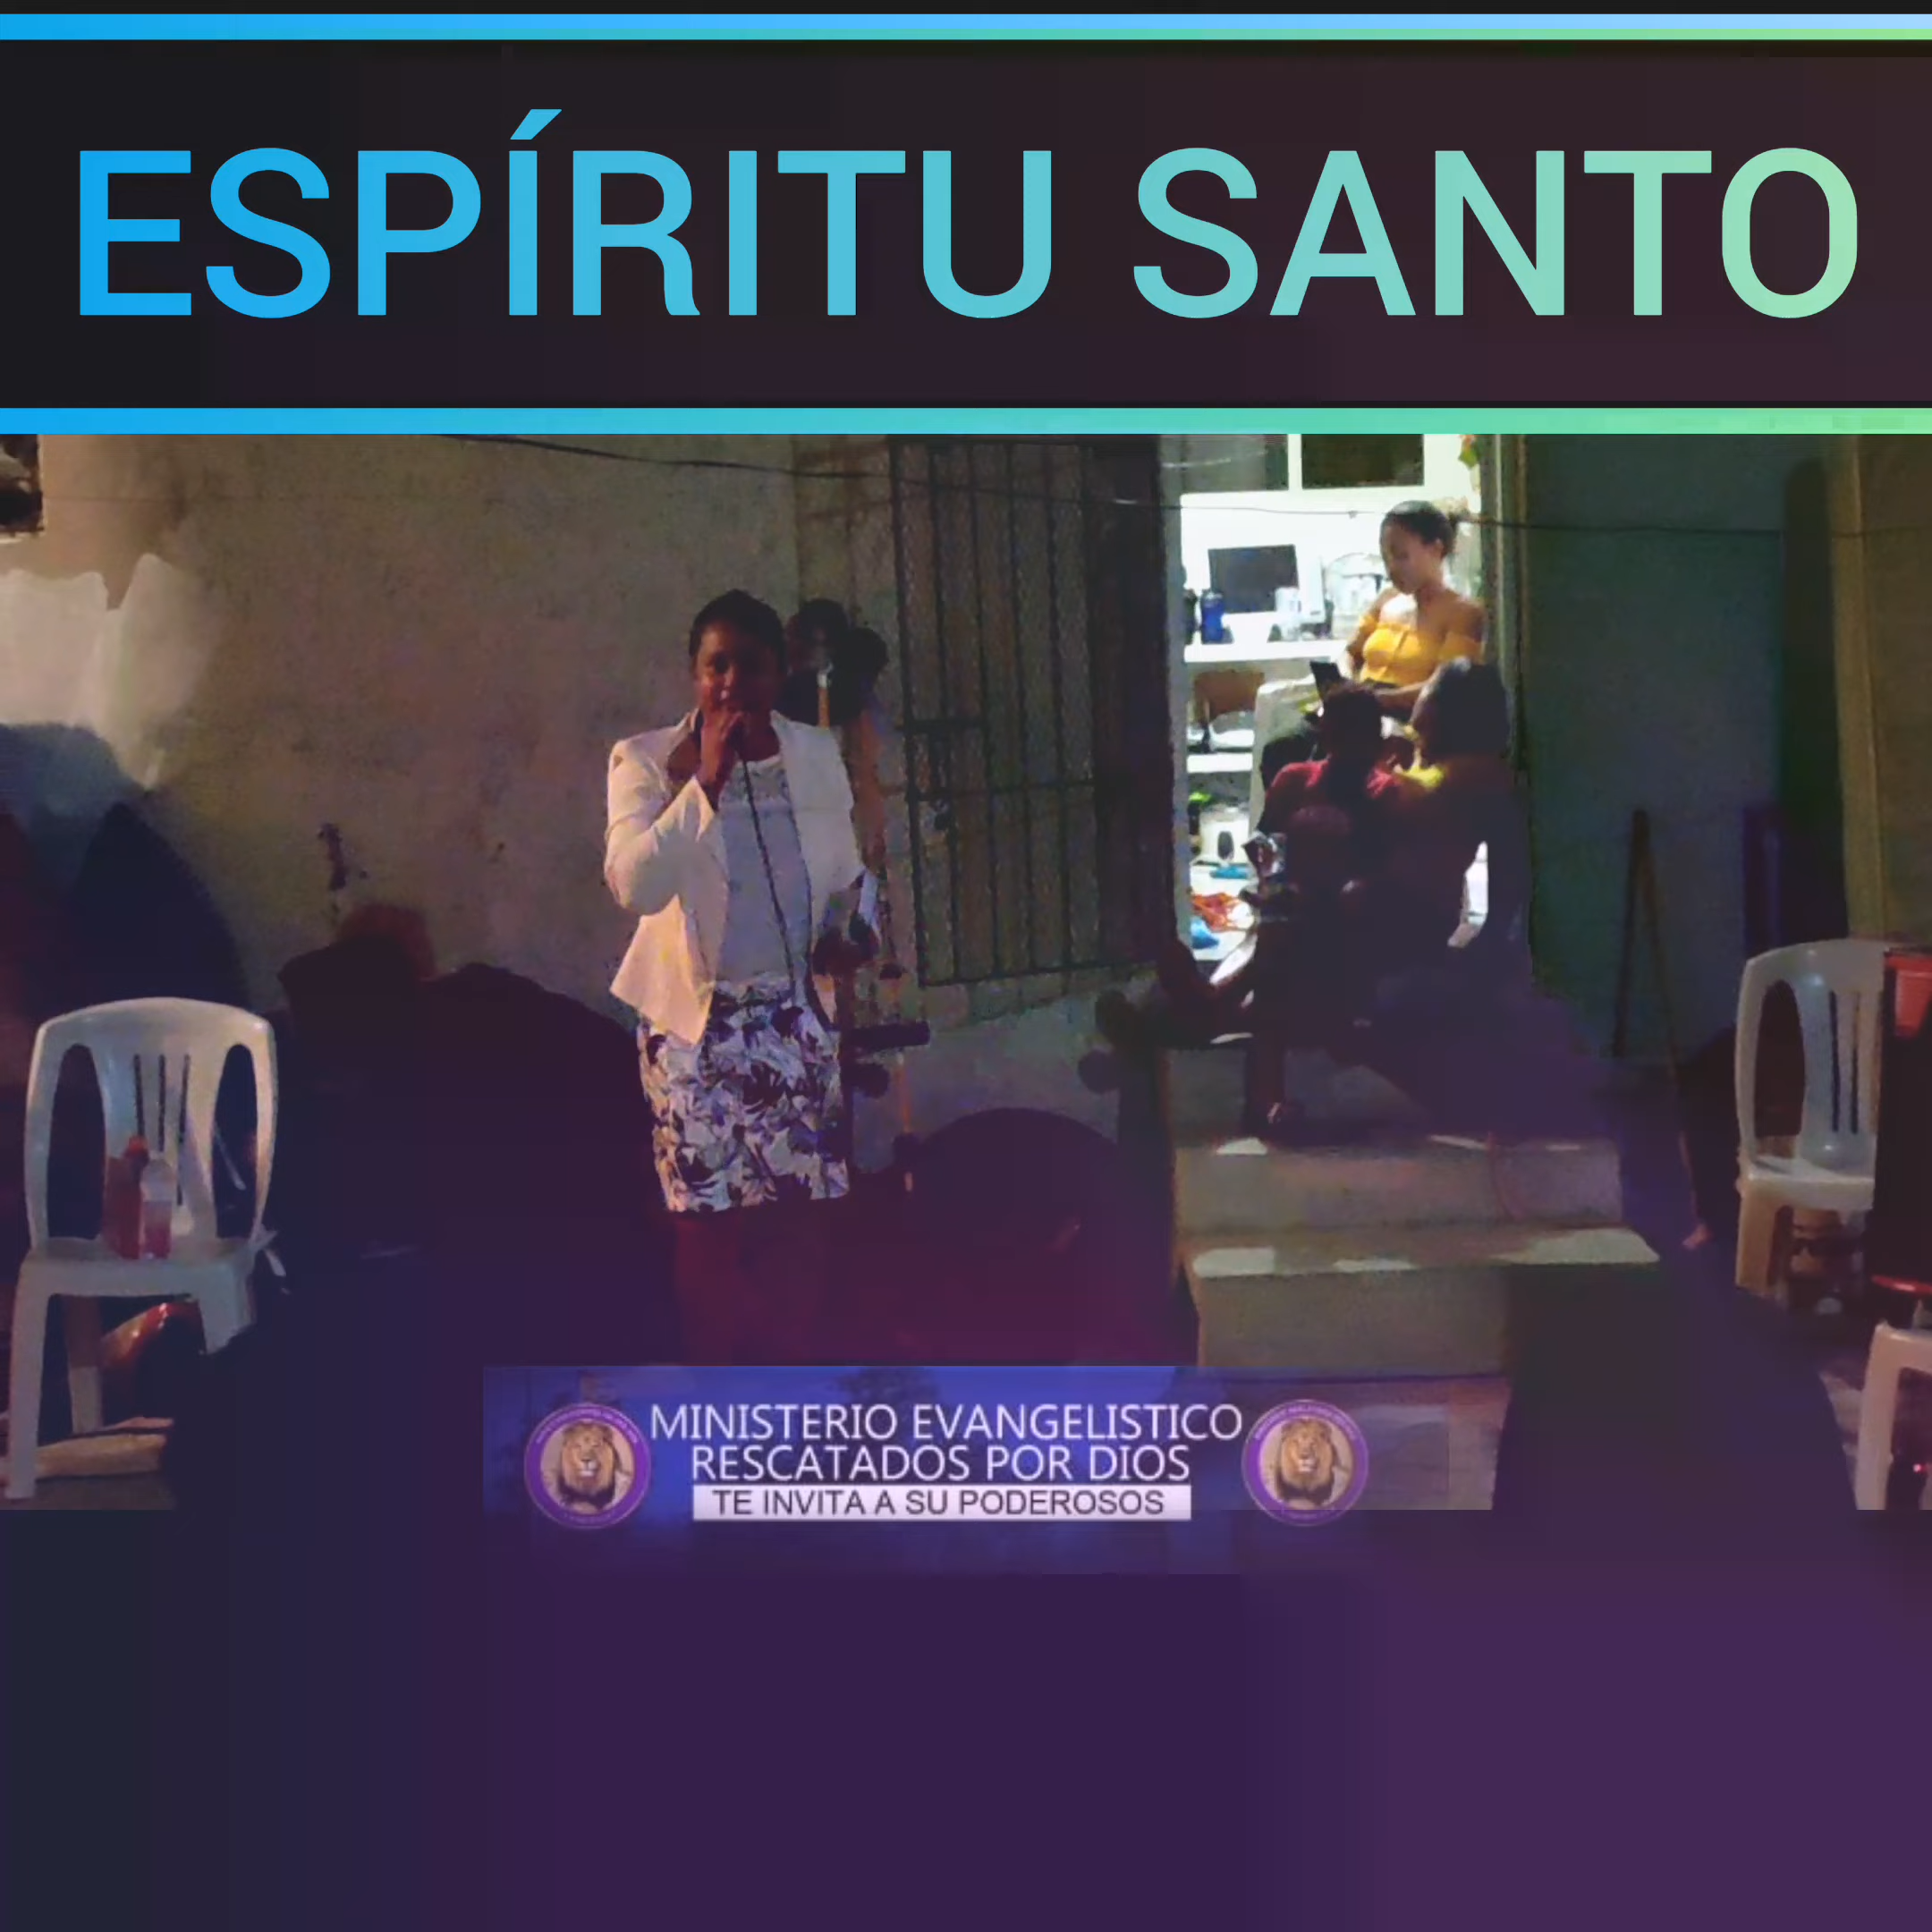 ESPÍRITU SANTO
MINISTERIO EVANGELISTICO
RESCATADOS POR DIOS
TE INVITA A SU PODEROSOS